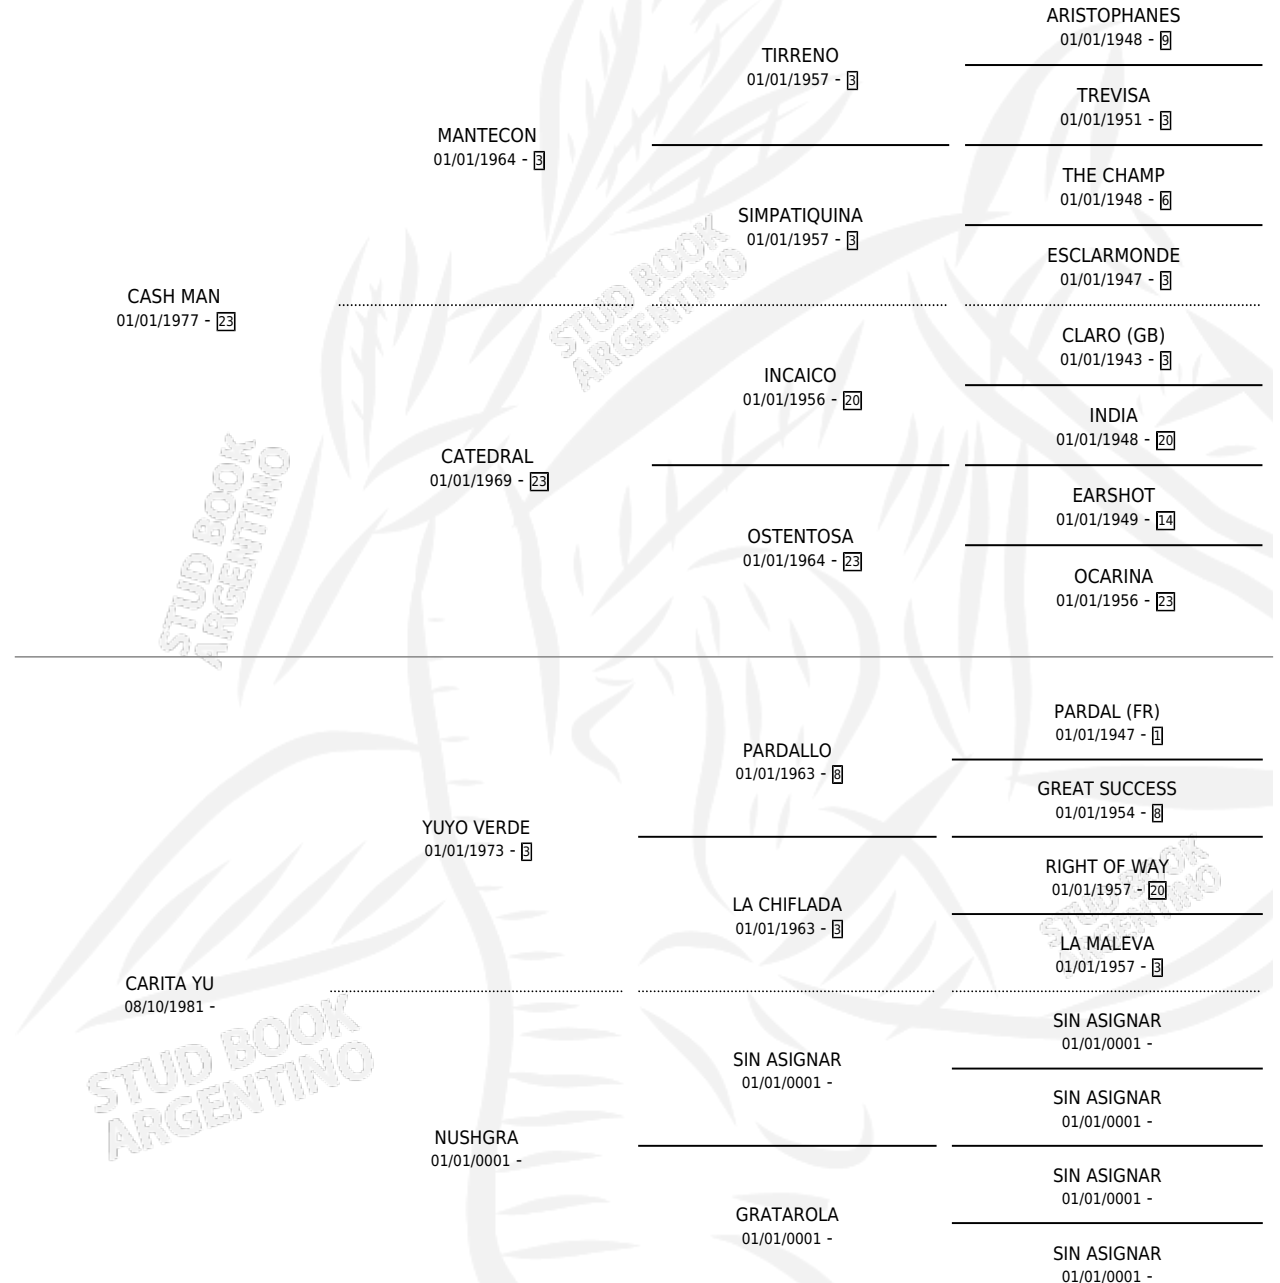 ARISTOPHANES
01/01/1948 - 9
TIRRENO
01/01/1957 - 3
TREVISA
01/01/1951 - 3
MANTECON
01/01/1964 - 3
THE CHAMP
01/01/1948 - 6
SIMPATIQUINA
01/01/1957 - 3
ESCLARMONDE
01/01/1947 - 3
CASH MAN
01/01/1977 - 23
CLARO (GB)
01/01/1943 - 3
INCAICO
01/01/1956 - 20
INDIA
01/01/1948 - 20
CATEDRAL
01/01/1969 - 23
EARSHOT
01/01/1949 - 14
OSTENTOSA
01/01/1964 - 23
OCARINA
01/01/1956 - 23
STUD BOOK
ARGENTINO
STUD BOOK
ARGENTINO
PARDAL (FR)
01/01/1947 - 1
PARDALLO
01/01/1963 - 8
GREAT SUCCESS
01/01/1954 - 8
YUYO VERDE
01/01/1973 - 3
RIGHT OF WAY
01/01/1957 - 20
LA CHIFLADA
01/01/1963 - 3
LA MALEVA
01/01/1957 - 3
CARITA YU
08/10/1981 -
SIN ASIGNAR
01/01/0001 -
SIN ASIGNAR
01/01/0001 -
SIN ASIGNAR
01/01/0001 -
NUSHGRA
01/01/0001 -
SIN ASIGNAR
01/01/0001 -
GRATAROLA
01/01/0001 -
SIN ASIGNAR
01/01/0001 -
STUD BOOK
ARGENTINO
STUD BOOK
ARGENTINO